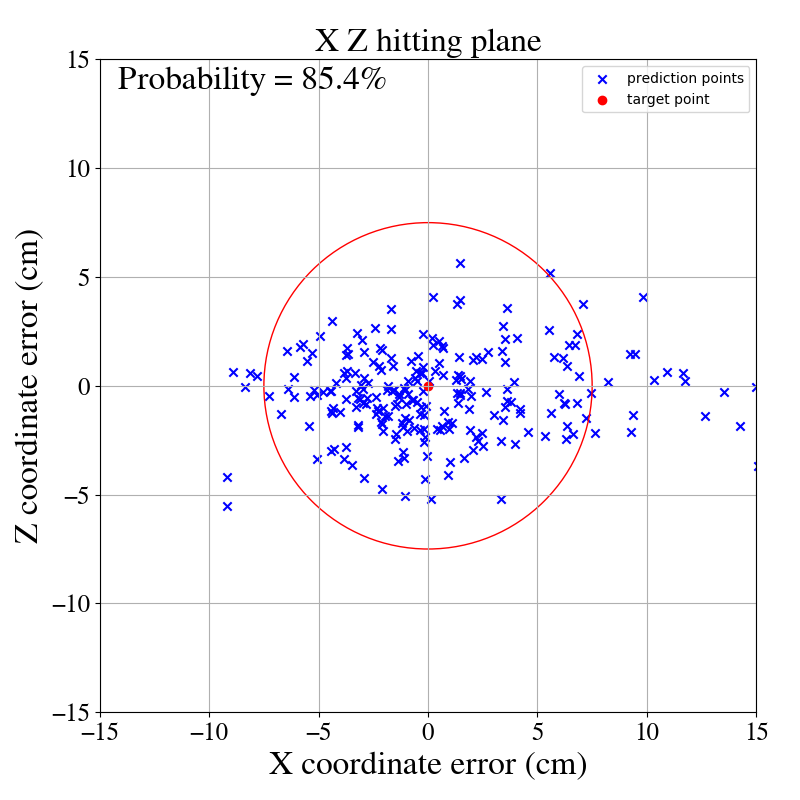 X Z hitting plane
Probability = 85.4%
prediction points
target point
Z coordinate error (cm)
15
10
5
0
−5
−10
−15
−15 −10 −5 0 5 10 15
X coordinate error (cm)